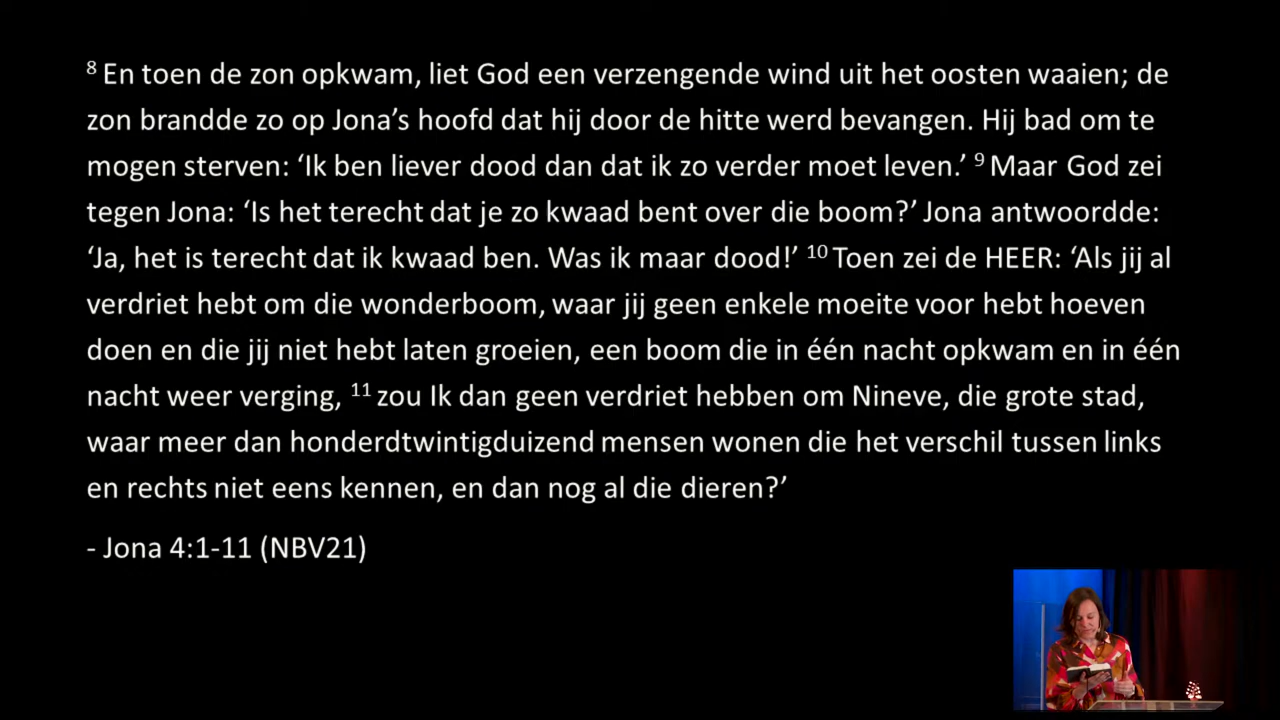 ⁸ En toen de zon opkwam, liet God een verzengende wind uit het oosten waaien; de
zon brandde zo op Jona’s hoofd dat hij door de hitte werd bevangen. Hij bad om te
mogen sterven: ‘Ik ben liever dood dan dat ik zo verder moet leven.’ ⁹ Maar God zei
tegen Jona: ‘Is het terecht dat je zo kwaad bent over die boom?’ Jona antwoordde:
‘Ja, het is terecht dat ik kwaad ben. Was ik maar dood!’ ¹⁰ Toen zei de HEER: ‘Als jij al
verdriet hebt om die wonderboom, waar jij geen enkele moeite voor hebt hoeven
doen en die jij niet hebt laten groeien, een boom die in één nacht opkwam en in één
nacht weer verging, ¹¹ zou Ik dan geen verdriet hebben om Nineve, die grote stad,
waar meer dan honderdtwintigduizend mensen wonen die het verschil tussen links
en rechts niet eens kennen, en dan nog al die dieren?’
- Jona 4:1-11 (NBV21)